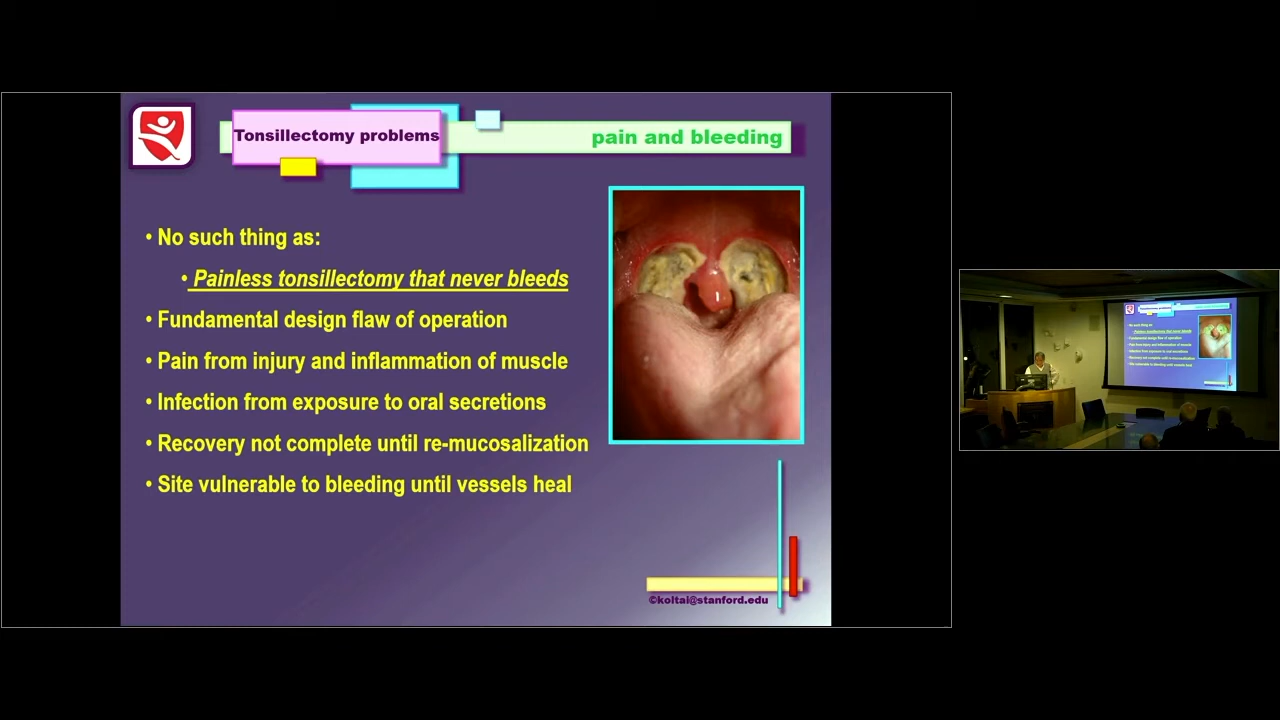 Tonsillectomy problems
pain and bleeding
• No such thing as:
• Painless tonsillectomy that never bleeds
• Fundamental design flaw of operation
• Pain from injury and inflammation of muscle
• Infection from exposure to oral secretions
• Recovery not complete until re-mucosalization
• Site vulnerable to bleeding until vessels heal
©koltai@stanford.edu